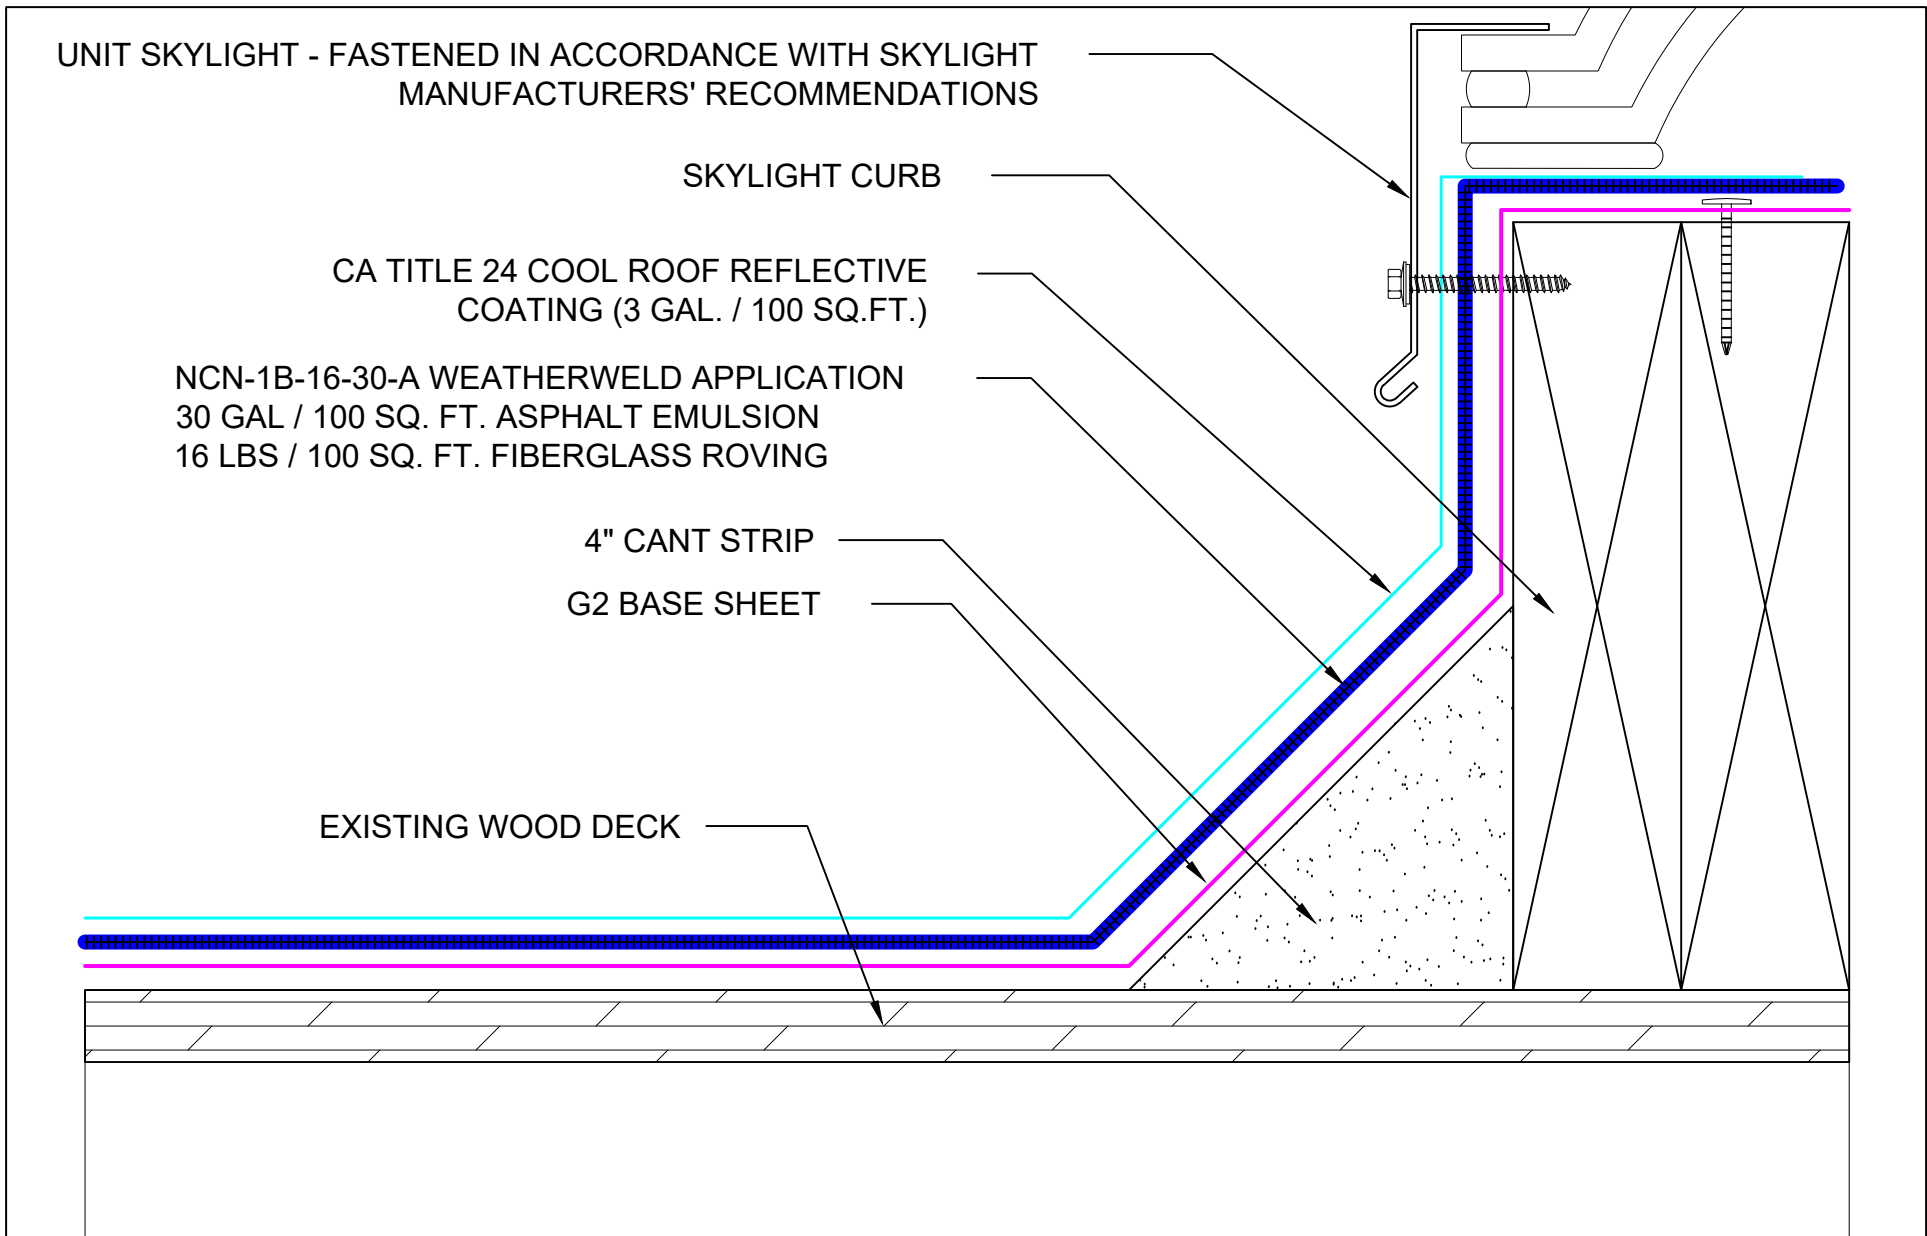 UNIT SKYLIGHT - FASTENED IN ACCORDANCE WITH SKYLIGHT
MANUFACTURERS' RECOMMENDATIONS
SKYLIGHT CURB
CA TITLE 24 COOL ROOF REFLECTIVE
COATING (3 GAL. / 100 SQ.FT.)
NCN-1B-16-30-A WEATHERWELD APPLICATION
30 GAL / 100 SQ. FT. ASPHALT EMULSION
16 LBS / 100 SQ. FT. FIBERGLASS ROVING
4" CANT STRIP
G2 BASE SHEET
EXISTING WOOD DECK